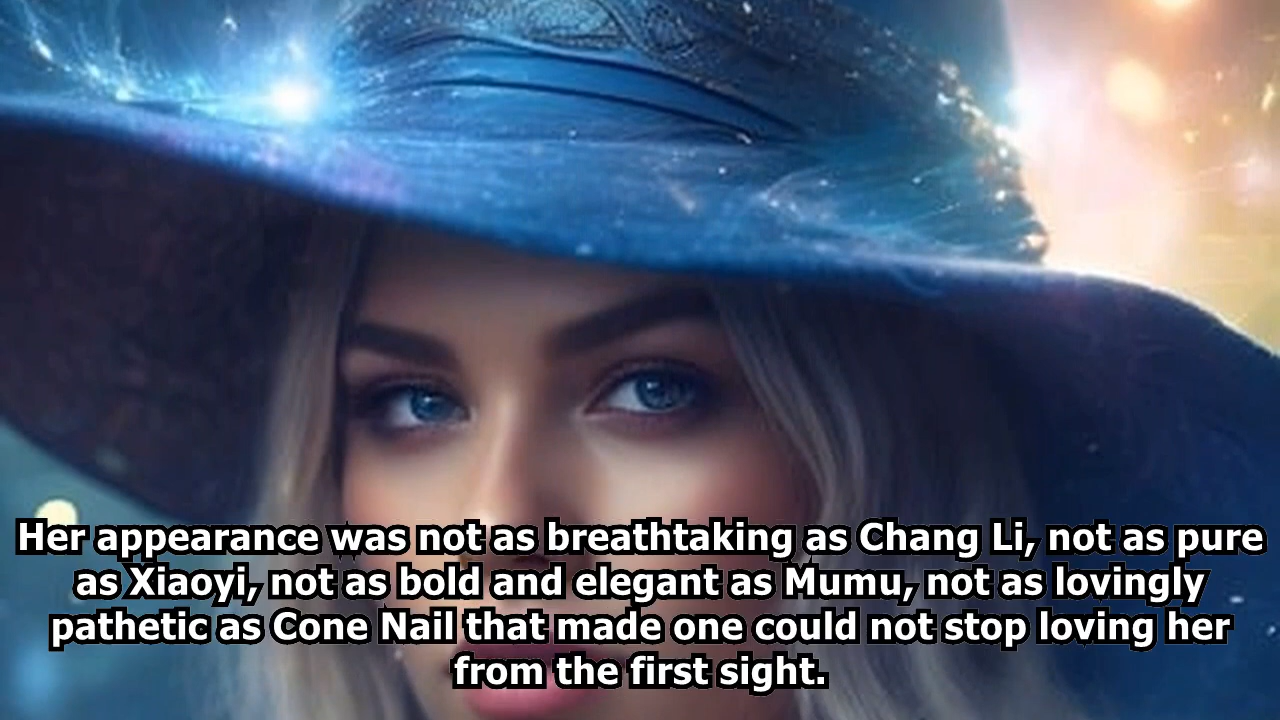 Her appearance was not as breathtaking as Chang Li, not as pure
as Xiaoyi, not as bold and elegant as Mumu, not as lovingly
pathetic as Cone Nail that made one could not stop loving her
from the first sight.